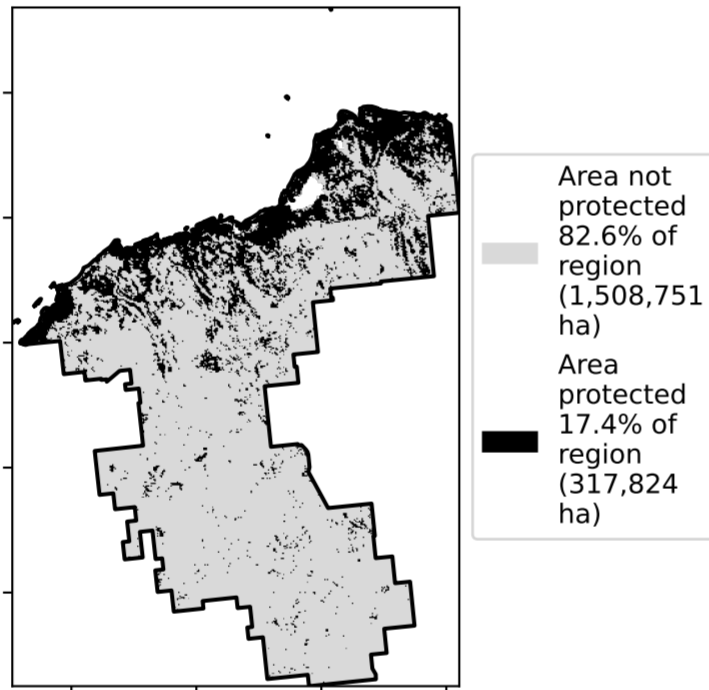 Area not
protected
82.6% of
region
(1,508,751
ha)
Area
protected
17.4% of
region
(317,824
ha)